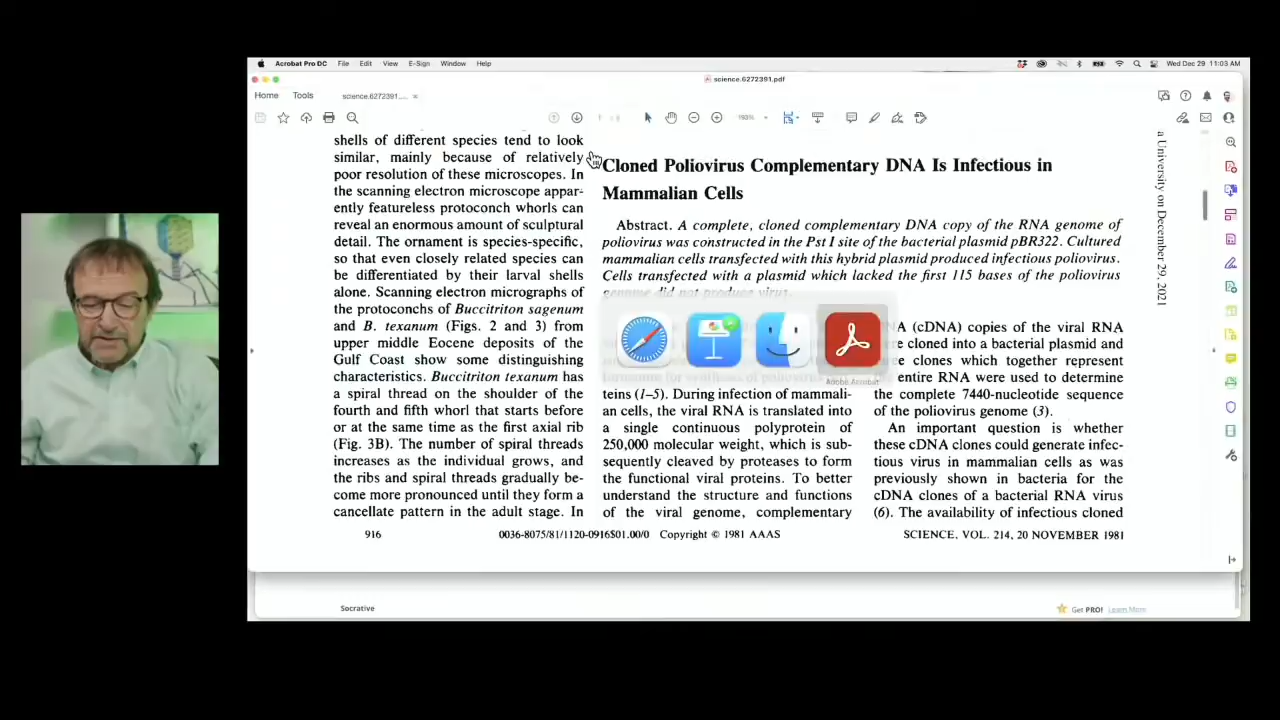 Acrobat Pro DC File Edit View E-Sign Window Help
Wed Dec 29 11:03 AM
science.6272391.pdf
Home Tools science.6272391....
193%
shells of different species tend to look
similar, mainly because of relatively
poor resolution of these microscopes. In
the scanning electron microscope appar-
ently featureless protoconch whorls can
reveal an enormous amount of sculptural
detail. The ornament is species-specific,
so that even closely related species can
be differentiated by their larval shells
alone. Scanning electron micrographs of
the protoconchs of Buccitriton sagenum
and B. texanum (Figs. 2 and 3) from
upper middle Eocene deposits of the
Gulf Coast show some distinguishing
characteristics. Buccitriton texanum has
a spiral thread on the shoulder of the
fourth and fifth whorl that starts before
or at the same time as the first axial rib
(Fig. 3B). The number of spiral threads
increases as the individual grows, and
the ribs and spiral threads gradually be-
come more pronounced until they form a
cancellate pattern in the adult stage. In
Cloned Poliovirus Complementary DNA Is Infectious in
Mammalian Cells
Abstract. A complete, cloned complementary DNA copy of the RNA genome of
poliovirus was constructed in the Pst I site of the bacterial plasmid pBR322. Cultured
mammalian cells transfected with this hybrid plasmid produced infectious poliovirus.
Cells transfected with a plasmid which lacked the first 115 bases of the poliovirus
genome did not produce virus.
teins (1-5). During infection of mammali-
an cells, the viral RNA is translated into
a single continuous polyprotein of
250,000 molecular weight, which is sub-
sequently cleaved by proteases to form
the functional viral proteins. To better
understand the structure and functions
of the viral genome, complementary
(cDNA) copies of the viral RNA
cloned into a bacterial plasmid and
clones which together represent
entire RNA were used to determine
the complete 7440-nucleotide sequence
of the poliovirus genome (3).
An important question is whether
these cDNA clones could generate infec-
tious virus in mammalian cells as was
previously shown in bacteria for the
cDNA clones of a bacterial RNA virus
(6). The availability of infectious cloned
Adobe Acrobat
a University on December 29, 2021
916
0036-8075/81/1120-0916$01.00/0 Copyright © 1981 AAAS
SCIENCE, VOL. 214, 20 NOVEMBER 1981
Socrative
Get PRO! Learn More